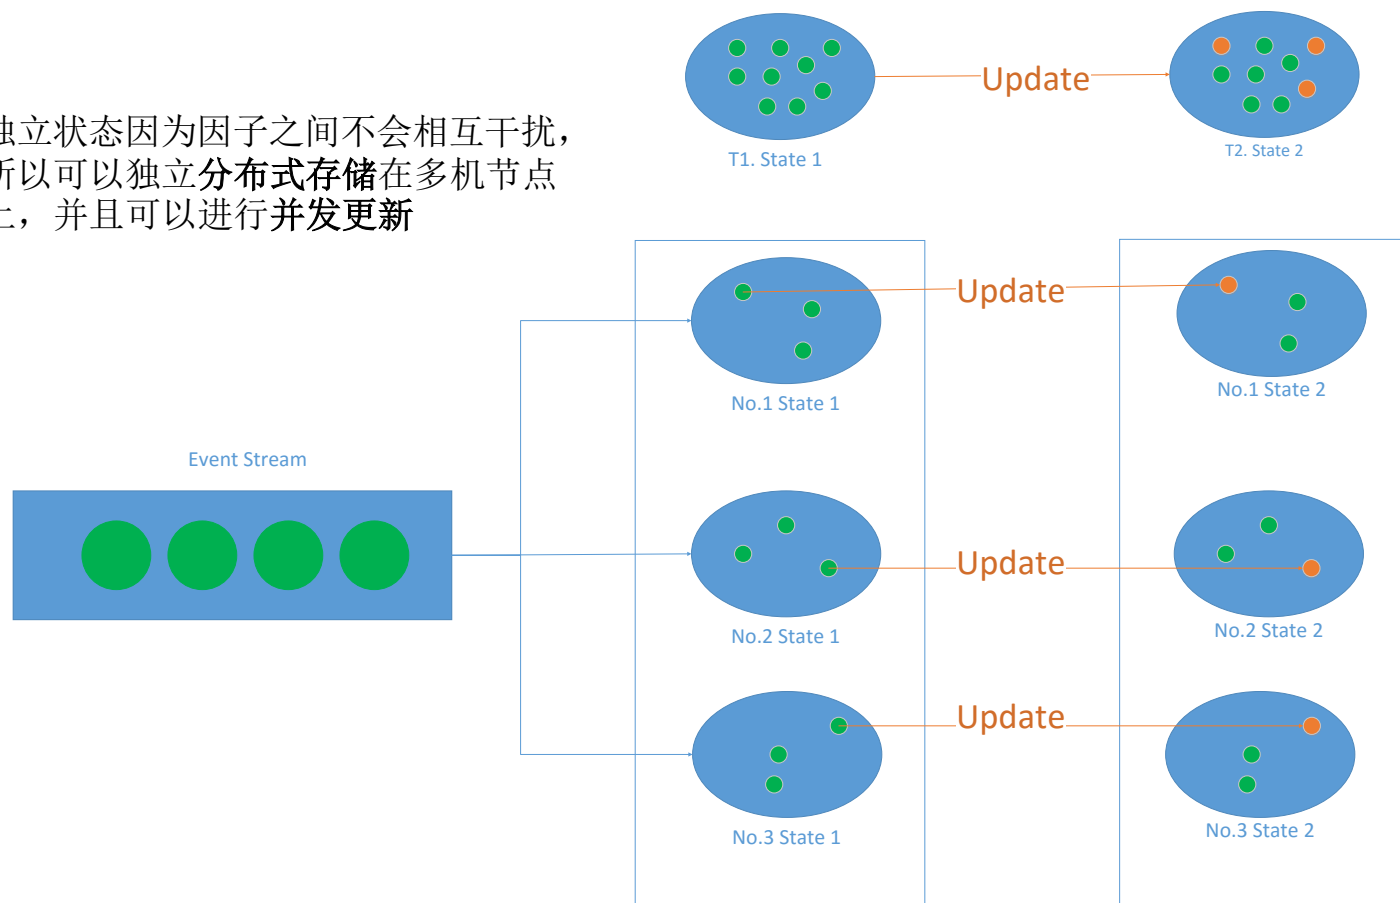 Update
T1. State 1
T2. State 2
立状态因为因子之间不会相互干扰,
所以可以独立分布式存储在多机节点
上,并且可以进行并发更新
Update
No.1 State 1
No.1 State 2
Event Stream
Update
No.2 State 1
No.2 State 2
Update
No.3 State 1
No.3 State 2